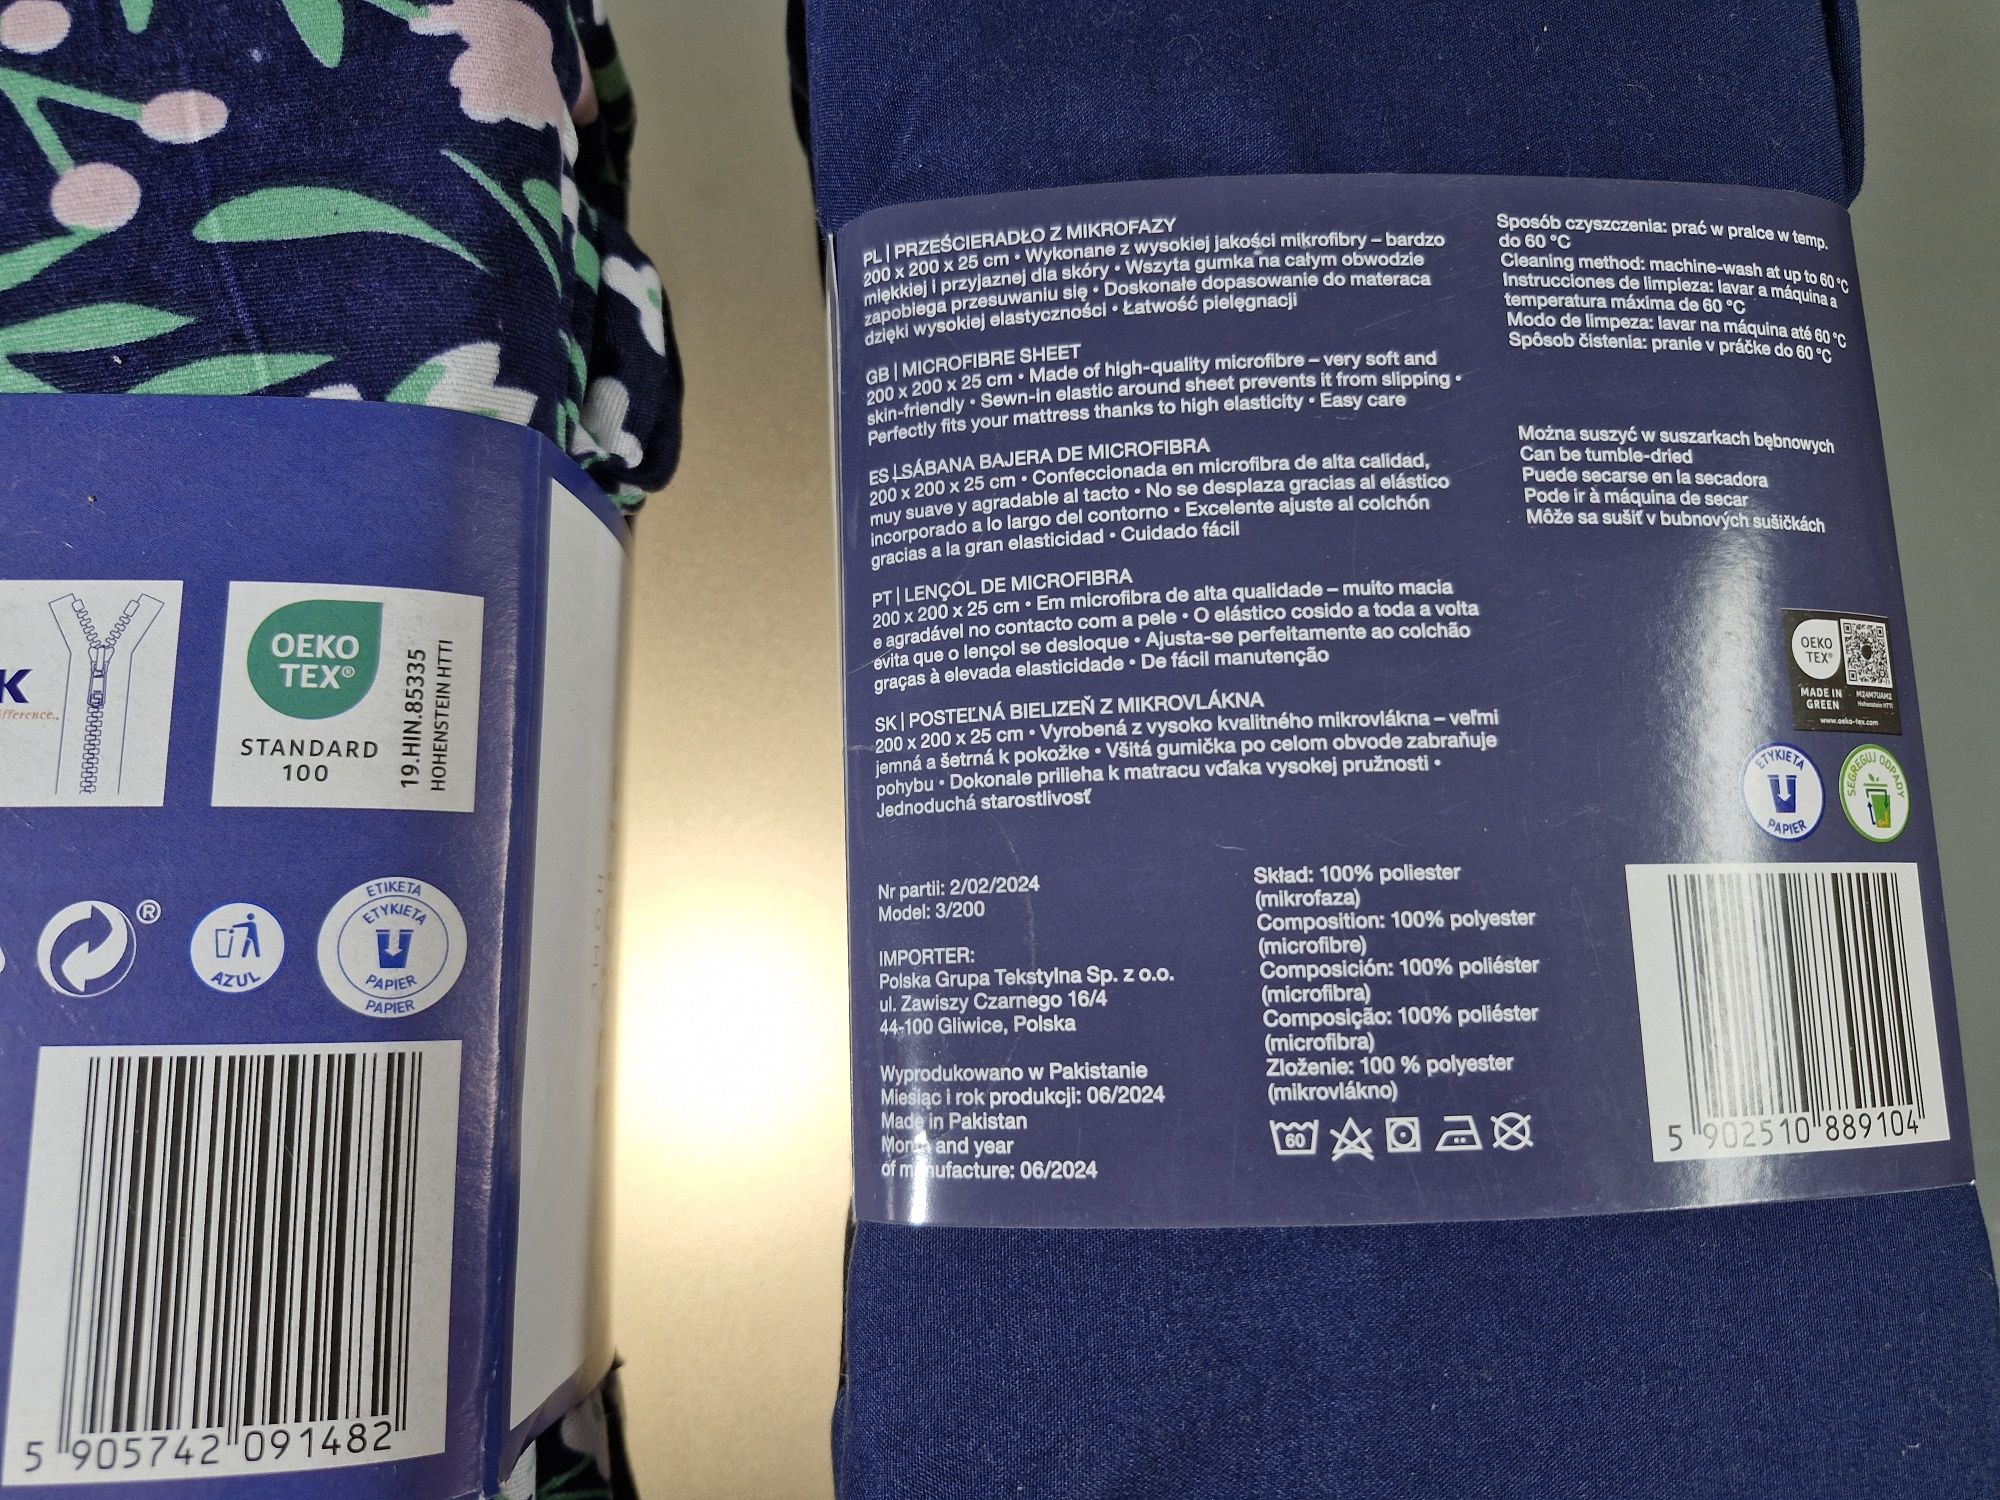 K
ifference..
OEKO
TEX®
STANDARD
100
19.HIN.85335
HOHENSTEIN HTTI
®
AZUL
ETIKETA
ETYKIETA
PAPIER
PAPIER
5 905742 091482
HOME
PL | PRZEŚCIERADŁO Z MIKROFAZY
200 x 200 x 25 cm • Wykonane z wysokiej jakości mikrofibry – bardzo
miękkiej i przyjaznej dla skóry • Wszyta gumka na całym obwodzie
zapobiega przesuwaniu się • Doskonałe dopasowanie do materaca
dzięki wysokiej elastyczności • Łatwość pielęgnacji
GB | MICROFIBRE SHEET
200 x 200 x 25 cm • Made of high-quality microfibre – very soft and
skin-friendly • Sewn-in elastic around sheet prevents it from slipping •
Perfectly fits your mattress thanks to high elasticity • Easy care
ES | SÁBANA BAJERA DE MICROFIBRA
200 x 200 x 25 cm • Confeccionada en microfibra de alta calidad,
muy suave y agradable al tacto • No se desplaza gracias al elástico
incorporado a lo largo del contorno • Excelente ajuste al colchón
gracias a la gran elasticidad • Cuidado fácil
PT | LENÇOL DE MICROFIBRA
200 x 200 x 25 cm • Em microfibra de alta qualidade – muito macia
e agradável no contacto com a pele • O elástico cosido a toda a volta
evita que o lençol se desloque • Ajusta-se perfeitamente ao colchão
graças à elevada elasticidade • De fácil manutenção
SK | POSTEĽNÁ BIELIZEŇ Z MIKROVLÁKNA
200 x 200 x 25 cm • Vyrobená z vysoko kvalitného mikrovlákna – veľmi
jemná a šetrná k pokožke • Všitá gumička po celom obvode zabraňuje
pohybu • Dokonale prilieha k matracu vďaka vysokej pružnosti •
Jednoduchá starostlivosť
Nr partii: 2/02/2024
Model: 3/200
IMPORTER:
Polska Grupa Tekstylna Sp. z o.o.
ul. Zawiszy Czarnego 16/4
44-100 Gliwice, Polska
Wyprodukowano w Pakistanie
Miesiąc i rok produkcji: 06/2024
Made in Pakistan
Month and year
of manufacture: 06/2024
Skład: 100% poliester
(mikrofaza)
Composition: 100% polyester
(microfibre)
Composición: 100% poliéster
(microfibra)
Composição: 100% poliéster
(microfibra)
Zloženie: 100 % polyester
(mikrovlákno)
60
Sposób czyszczenia: prać w pralce w temp.
do 60 °C
Cleaning method: machine-wash at up to 60 °C
Instrucciones de limpieza: lavar a máquina a
temperatura máxima de 60 °C
Modo de limpeza: lavar na máquina até 60 °C
Spôsob čistenia: pranie v práčke do 60 °C
Można suszyć w suszarkach bębnowych
Can be tumble-dried
Puede secarse en la secadora
Pode ir à máquina de secar
Môže sa sušiť v bubnových sušičkách
OEKO
TEX®
MADE IN
GREEN
M24M7UAM2
Hohenstein HTTI
www.oeko-tex.com
ETYKIETA
PAPIER
SEGREGUJ ODPADY
5 902510 889104